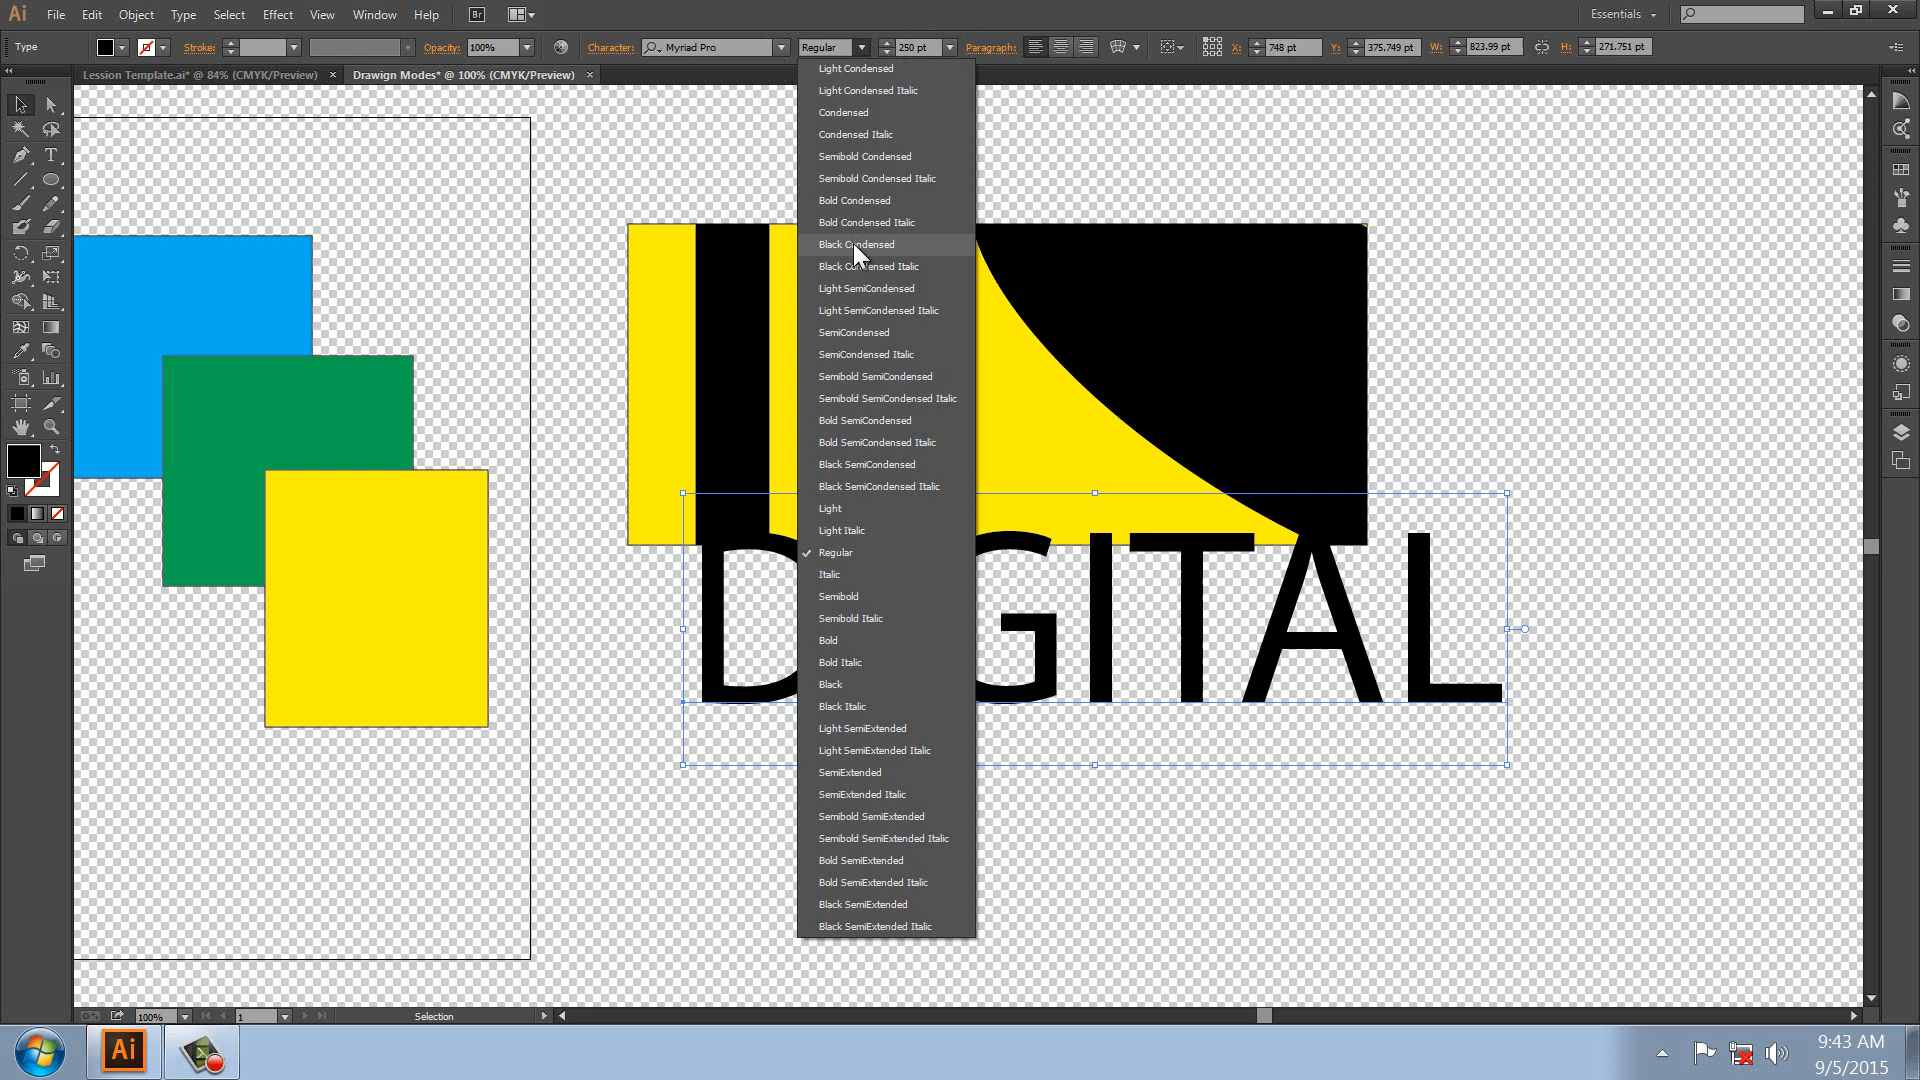 Ai File Edit Object Type Select Effect View Window Help Br Essentials
Type Stroke: Opacity: 100% Character: Myriad Pro Regular 250 pt Paragraph: X: 748 pt Y: 375.749 pt W: 823.99 pt H: 271.751 pt
Lession Template.ai* @ 84% (CMYK/Preview) × Drawign Modes* @ 100% (CMYK/Preview) ×
Light Condensed
Light Condensed Italic
Condensed
Condensed Italic
Semibold Condensed
Semibold Condensed Italic
Bold Condensed
Bold Condensed Italic
Black Condensed
Black Condensed Italic
Light SemiCondensed
Light SemiCondensed Italic
SemiCondensed
SemiCondensed Italic
Semibold SemiCondensed
Semibold SemiCondensed Italic
Bold SemiCondensed
Bold SemiCondensed Italic
Black SemiCondensed
Black SemiCondensed Italic
Light
Light Italic
Regular
Italic
Semibold
Semibold Italic
Bold
Bold Italic
Black
Black Italic
Light SemiExtended
Light SemiExtended Italic
SemiExtended
SemiExtended Italic
Semibold SemiExtended
Semibold SemiExtended Italic
Bold SemiExtended
Bold SemiExtended Italic
Black SemiExtended
Black SemiExtended Italic
DIGITAL
100% 1 Selection
Ai
9:43 AM
9/5/2015